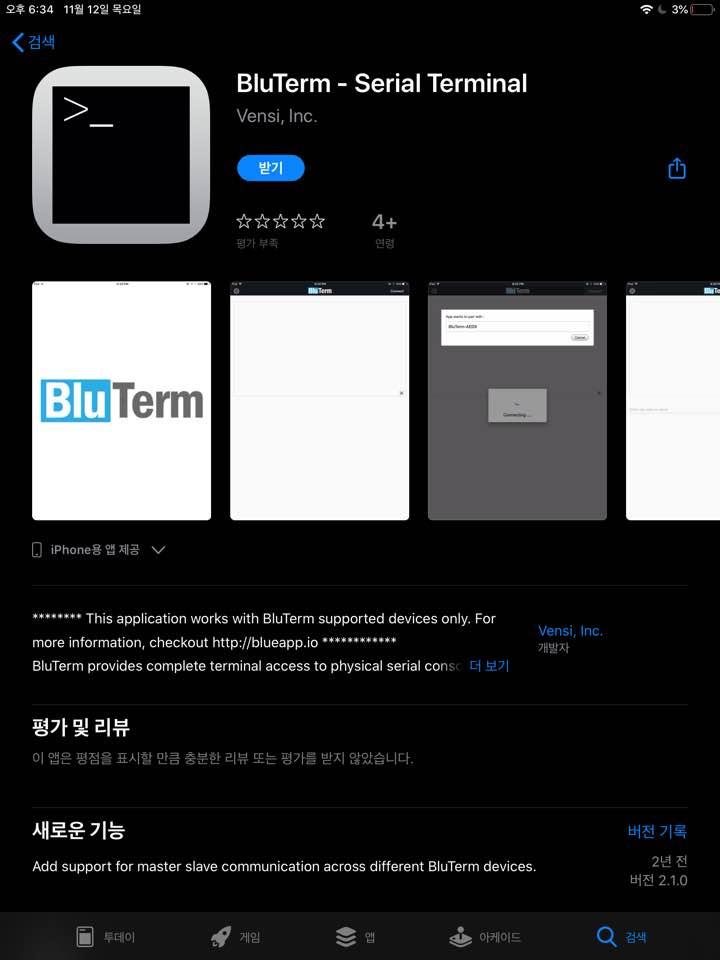 오후 6:34 11월 12일 목요일
3%
검색
>_
BluTerm - Serial Terminal
Vensi, Inc.
받기
평가 부족
4+
연령
BluTerm
BluTerm
Connect
BluTerm
App wants to pair with :
BluTerm-AED9
Cancel
Connecting ...
iPhone용 앱 제공
******** This application works with BluTerm supported devices only. For
more information, checkout http://blueapp.io ************
BluTerm provides complete terminal access to physical serial consc 더 보기
Vensi, Inc.
개발자
평가 및 리뷰
이 앱은 평점을 표시할 만큼 충분한 리뷰 또는 평가를 받지 않았습니다.
새로운 기능
버전 기록
Add support for master slave communication across different BluTerm devices.
2년 전
버전 2.1.0
투데이
게임
앱
아케이드
검색